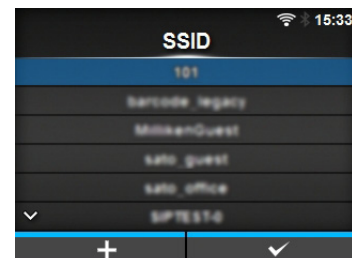 15:33
SSID
101
barcode_legacy
MillikenGuest
sato_guest
sato_office
SIPTEST-0